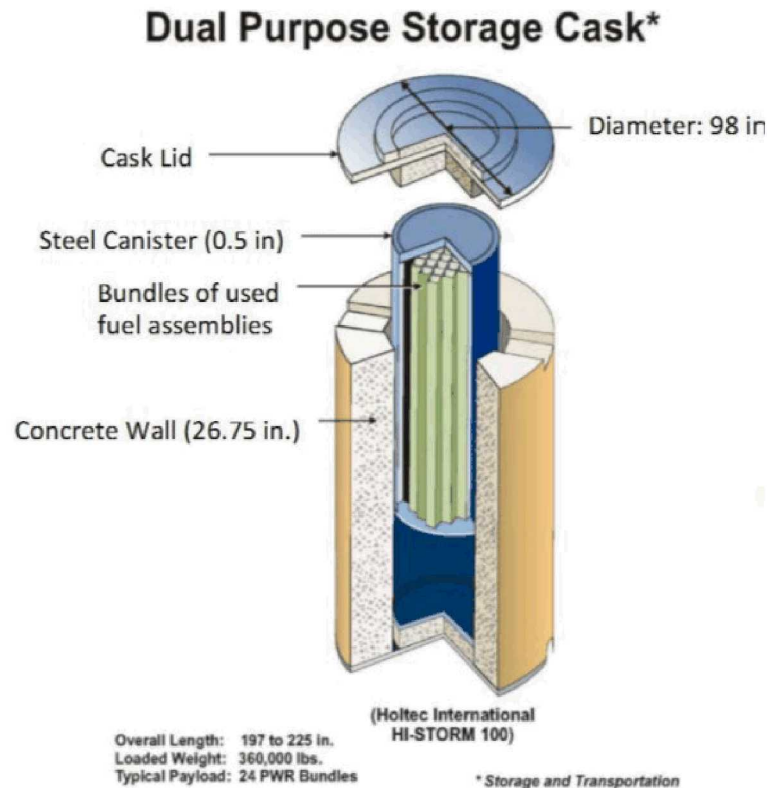 Dual Purpose Storage Cask*
Diameter: 98 in
Cask Lid
Steel Canister (0.5 in)
Bundles of used
fuel assemblies
Concrete Wall (26.75 in.)
(Holtec International
HI-STORM 100)
Overall Length: 197 to 225 in.
Loaded Weight: 360,000 lbs.
Typical Payload: 24 PWR Bundles
* Storage and Transportation